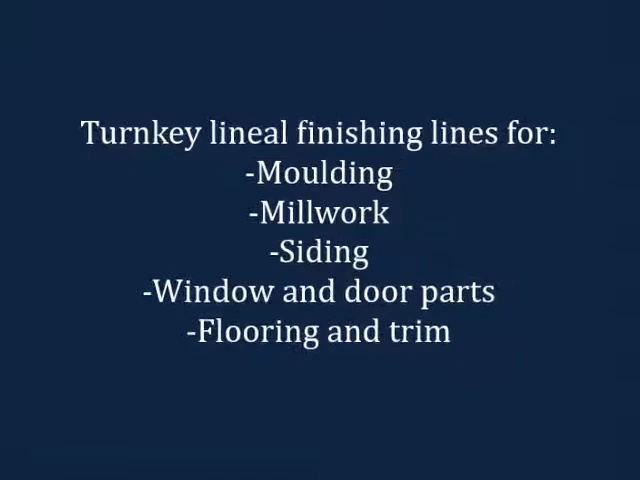 Turnkey lineal finishing lines for:
-Moulding
-Millwork
-Siding
-Window and door parts
-Flooring and trim